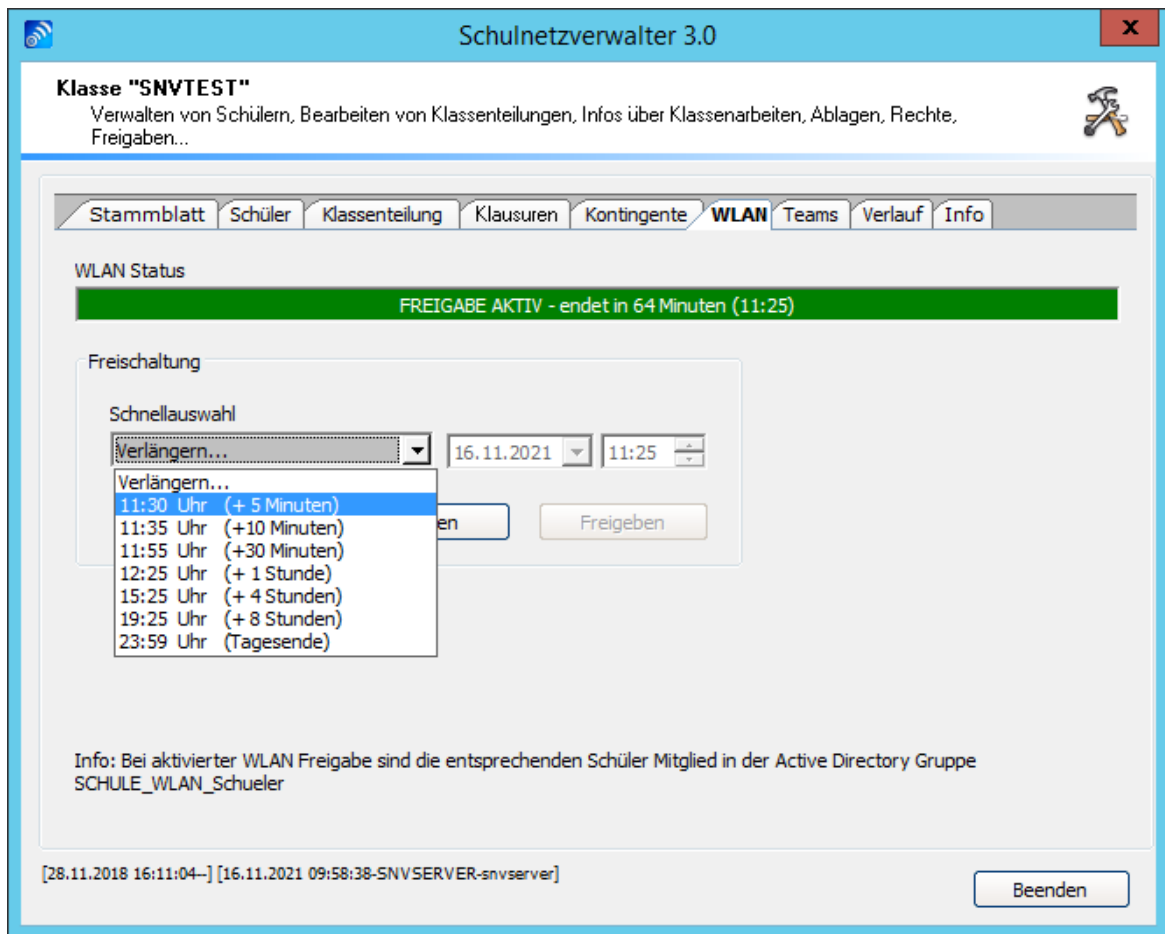 Schulnetzverwalter 3.0
x
Klasse "SNVTEST"
Verwalten von Schülern, Bearbeiten von Klassenteilungen, Infos über Klassenarbeiten, Ablagen, Rechte,
Freigaben...
Stammblatt Schüler Klassenteilung Klausuren Kontingente WLAN Teams Verlauf Info
WLAN Status
FREIGABE AKTIV - endet in 64 Minuten (11:25)
Freischaltung
Schnellauswahl
Verlängern... 16.11.2021 11:25
Verlängern...
11:30 Uhr (+ 5 Minuten)
11:35 Uhr (+10 Minuten)
11:55 Uhr (+30 Minuten)
12:25 Uhr (+ 1 Stunde)
15:25 Uhr (+ 4 Stunden)
19:25 Uhr (+ 8 Stunden)
23:59 Uhr (Tagesende)
en Freigeben
Info: Bei aktivierter WLAN Freigabe sind die entsprechenden Schüler Mitglied in der Active Directory Gruppe
SCHULE_WLAN_Schueler
[28.11.2018 16:11:04--] [16.11.2021 09:58:38-SNVSERVER-snvserver]
Beenden